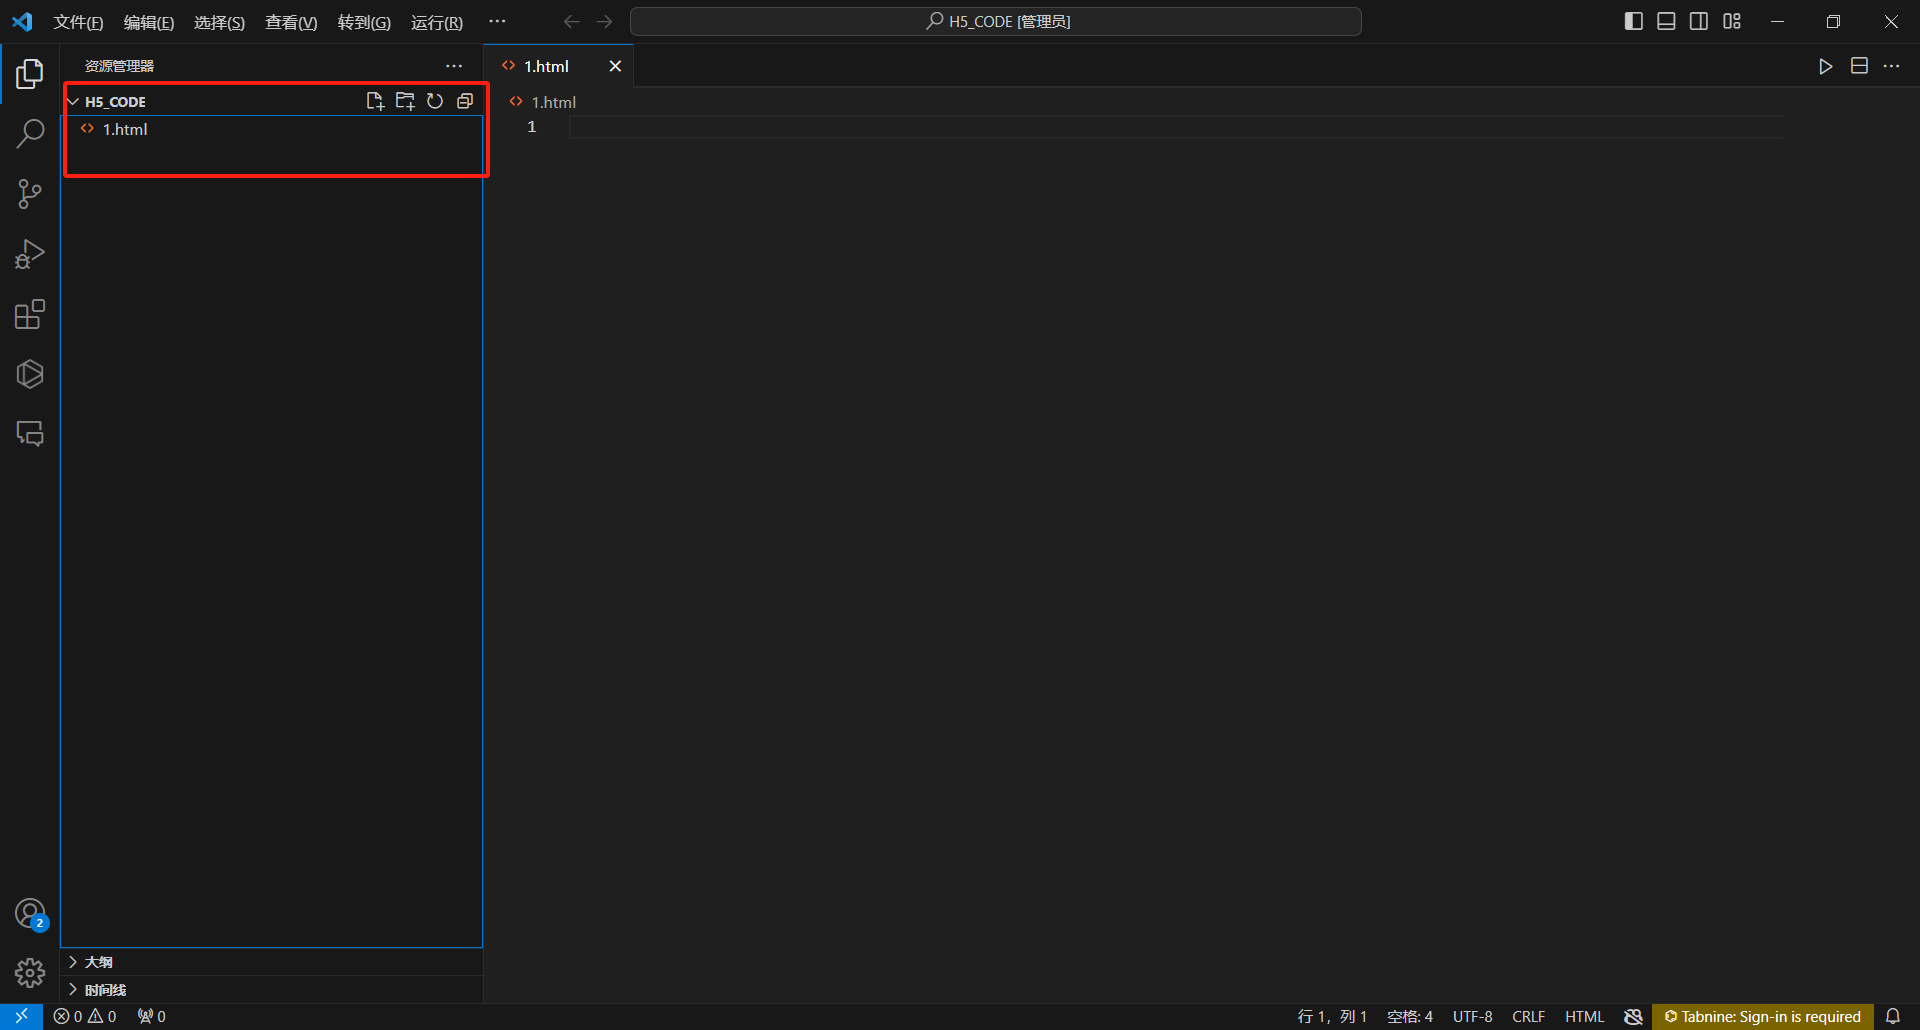 文件(F) 编辑(E) 选择(S) 查看(V) 转到(G) 运行(R) ··· H5_CODE [管理员]
资源管理器 ···
1.html
H5_CODE
1.html
1.html
1
2
大纲
时间线
0 0 0 行 1，列 1 空格: 4 UTF-8 CRLF HTML Tabnine: Sign-in is required